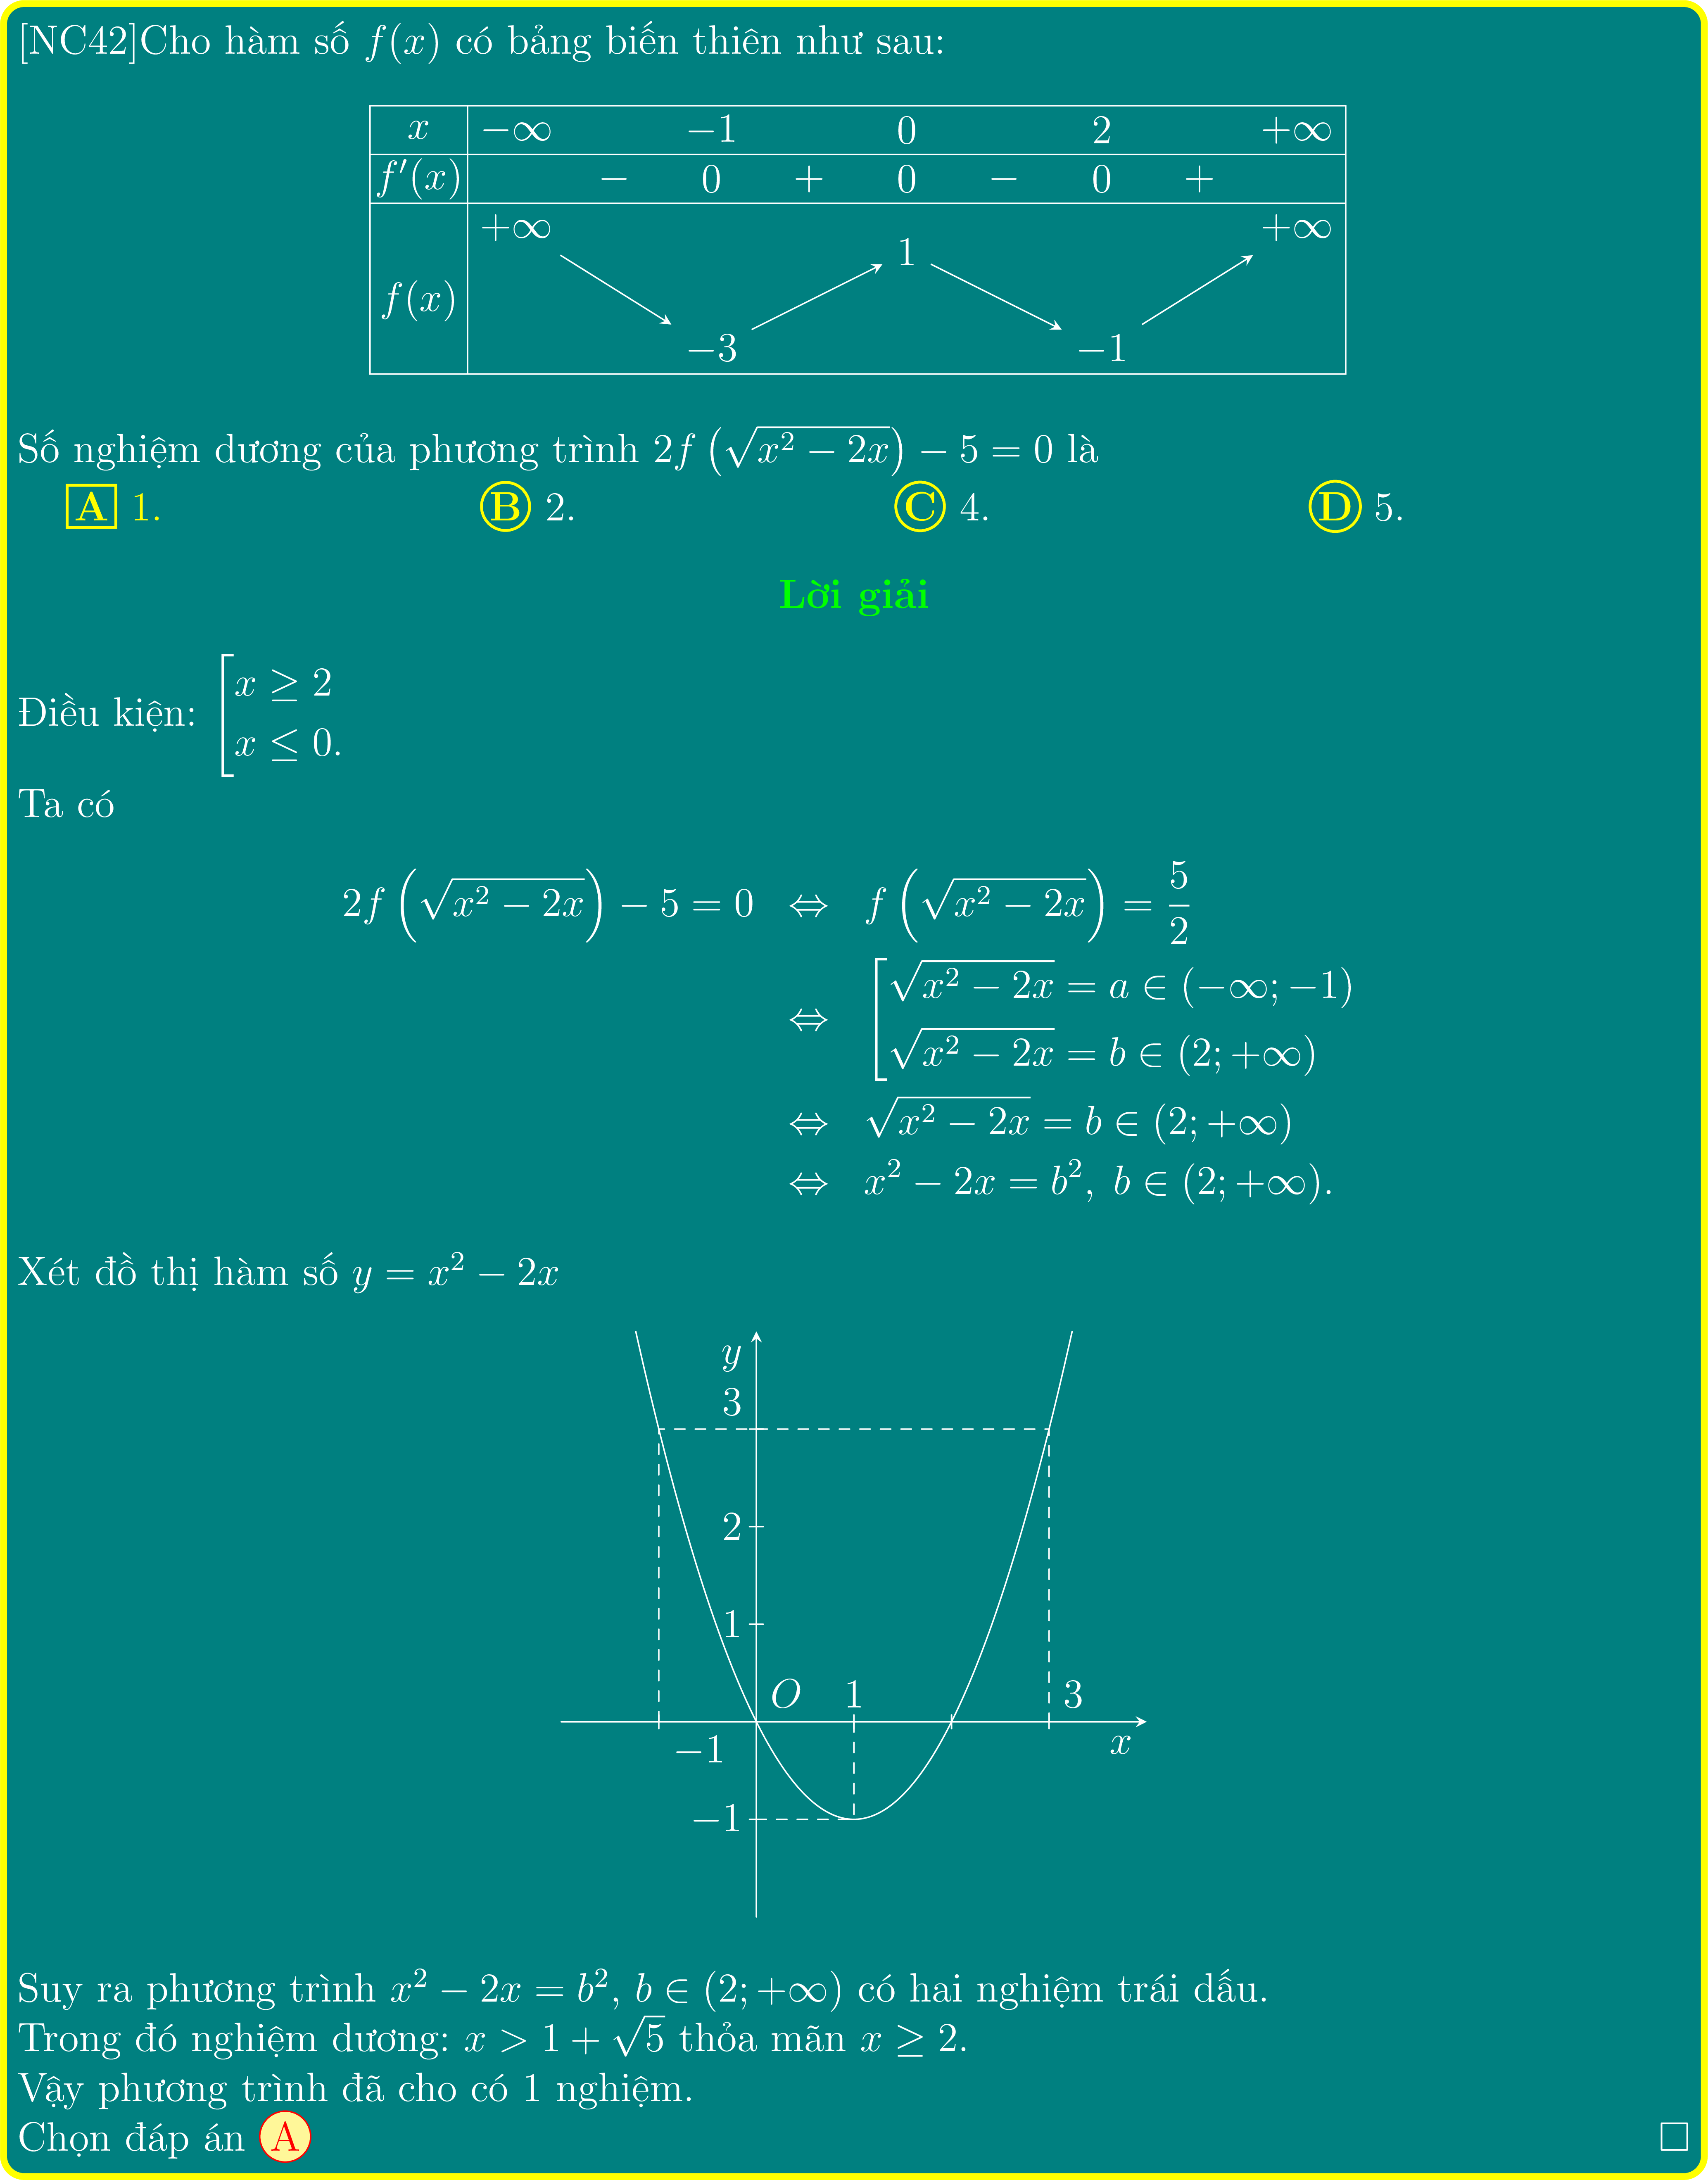 [NC42]Cho hàm số f(x) có bảng biến thiên như sau:
x −∞ −1 0 2 +∞
f′(x) − 0 + 0 − 0 +
+∞ +∞
1
f(x)
−3 −1
Số nghiệm dương của phương trình 2f(√(x² − 2x)) − 5 = 0 là
A 1. B 2. C 4. D 5.
Lời giải
Điều kiện: [x ≥ 2
x ≤ 0.
Ta có
2f(√(x² − 2x)) − 5 = 0 ⇔ f(√(x² − 2x)) = 5/2
⇔ [√(x² − 2x) = a ∈ (−∞; −1)
√(x² − 2x) = b ∈ (2; +∞)
⇔ √(x² − 2x) = b ∈ (2; +∞)
⇔ x² − 2x = b², b ∈ (2; +∞).
Xét đồ thị hàm số y = x² − 2x
y
3
2
1
O 1 3
x
−1
−1
Suy ra phương trình x² − 2x = b², b ∈ (2; +∞) có hai nghiệm trái dấu.
Trong đó nghiệm dương: x > 1 + √5 thỏa mãn x ≥ 2.
Vậy phương trình đã cho có 1 nghiệm.
Chọn đáp án A □